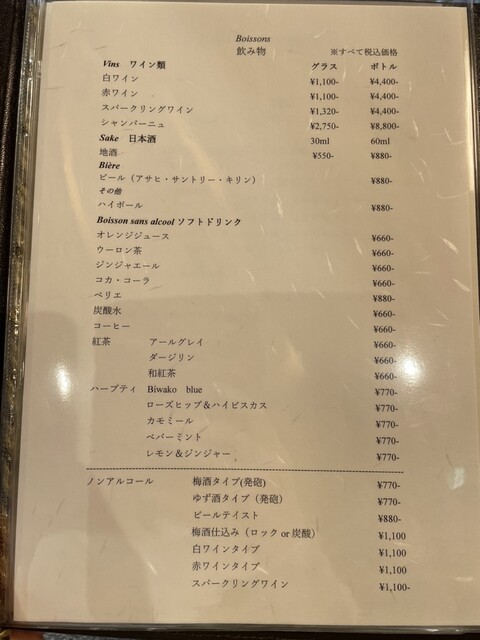 Boissons
飲み物
※すべて税込価格
Vins ワイン類 グラス ボトル
白ワイン ¥1,100- ¥4,400-
赤ワイン ¥1,100- ¥4,400-
スパークリングワイン ¥1,320- ¥4,400-
シャンパーニュ ¥2,750- ¥8,800-
Sake 日本酒 30ml 60ml
地酒 ¥550- ¥880-
Bière
ビール（アサヒ・サントリー・キリン） ¥880-
その他
ハイボール ¥880-
Boisson sans alcool ソフトドリンク
オレンジジュース ¥660-
ウーロン茶 ¥660-
ジンジャエール ¥660-
コカ・コーラ ¥660-
ペリエ ¥880-
炭酸水 ¥660-
コーヒー ¥660-
紅茶 アールグレイ ¥660-
ダージリン ¥660-
和紅茶 ¥660-
ハーブティ Biwako blue ¥770-
ローズヒップ＆ハイビスカス ¥770-
カモミール ¥770-
ペパーミント ¥770-
レモン＆ジンジャー ¥770-
ノンアルコール 梅酒タイプ(発砲) ¥770-
ゆず酒タイプ（発砲） ¥770-
ビールテイスト ¥880-
梅酒仕込み（ロック or 炭酸） ¥1,100
白ワインタイプ ¥1,100
赤ワインタイプ ¥1,100
スパークリングワイン ¥1,100-